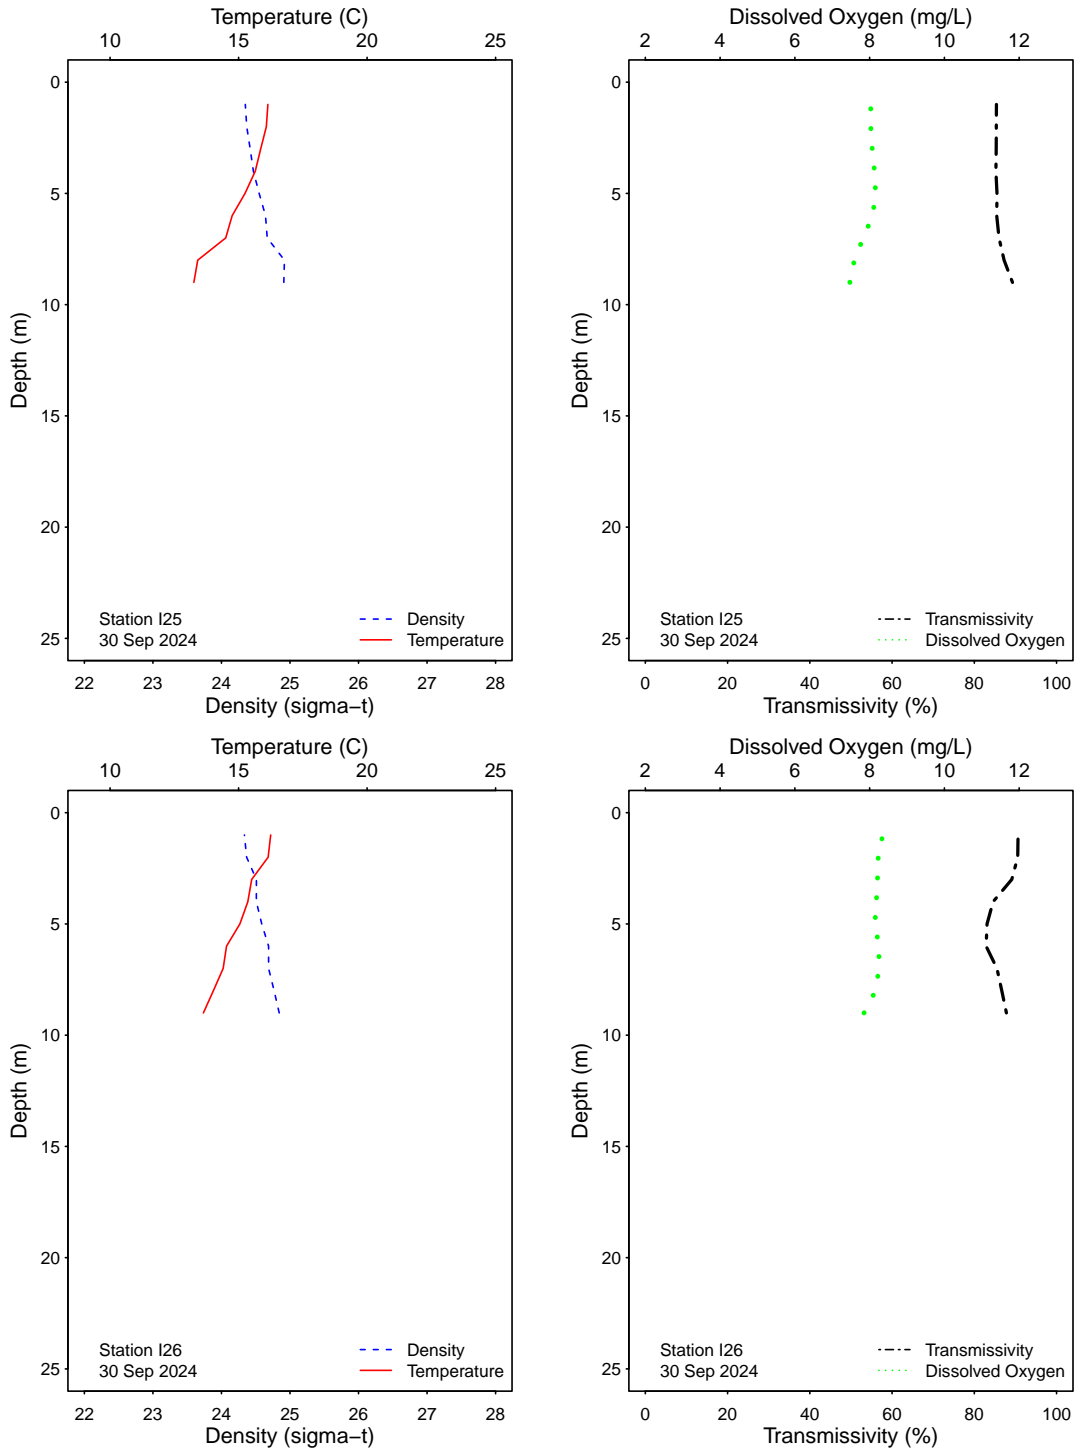 Temperature (C)
10 15 20 25
0
5
10
15
20
25
Depth (m)
Station I25
30 Sep 2024
Density
Temperature
22 23 24 25 26 27 28
Density (sigma−t)
Dissolved Oxygen (mg/L)
2 4 6 8 10 12
0
5
10
15
20
25
Depth (m)
Station I25
30 Sep 2024
Transmissivity
Dissolved Oxygen
0 20 40 60 80 100
Transmissivity (%)
Temperature (C)
10 15 20 25
0
5
10
15
20
25
Depth (m)
Station I26
30 Sep 2024
Density
Temperature
22 23 24 25 26 27 28
Density (sigma−t)
Dissolved Oxygen (mg/L)
2 4 6 8 10 12
0
5
10
15
20
25
Depth (m)
Station I26
30 Sep 2024
Transmissivity
Dissolved Oxygen
0 20 40 60 80 100
Transmissivity (%)